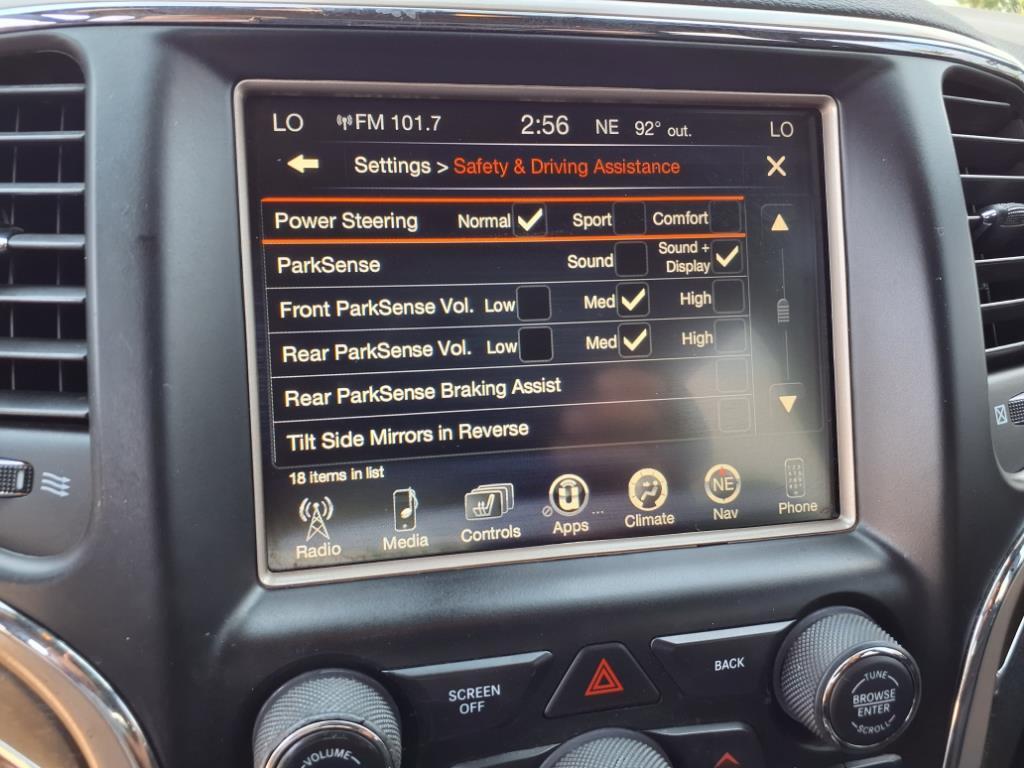 LO FM 101.7 2:56 NE 92° out. LO
Settings > Safety & Driving Assistance
Power Steering Normal Sport Comfort
ParkSense Sound Sound +
Display
Front ParkSense Vol. Low Med High
Rear ParkSense Vol. Low Med High
Rear ParkSense Braking Assist
Tilt Side Mirrors in Reverse
18 items in list
NE
Radio Media Controls Apps ... Climate Nav Phone
SCREEN
OFF
BACK
TUNE
BROWSE
ENTER
SCROLL
VOLUME